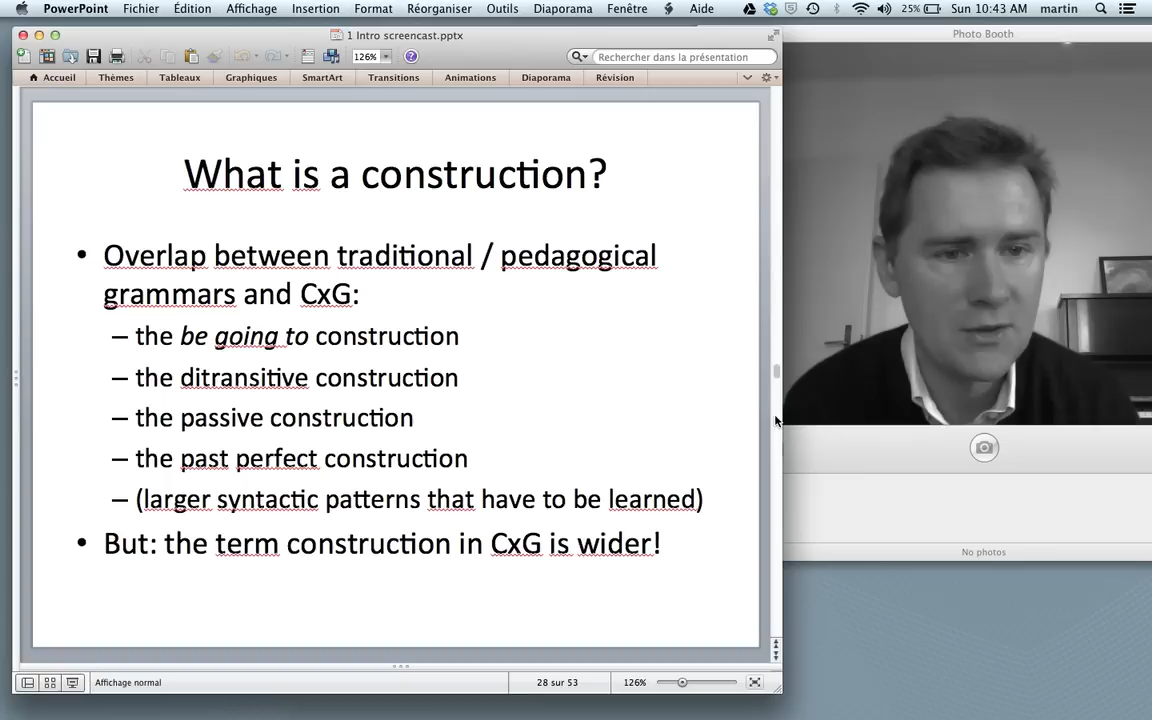 PowerPoint Fichier Édition Affichage Insertion Format Réorganiser Outils Diaporama Fenêtre Aide 25% Sun 10:43 AM martin
1 Intro screencast.pptx
Photo Booth
126%
Rechercher dans la présentation
Accueil Thèmes Tableaux Graphiques SmartArt Transitions Animations Diaporama Révision
What is a construction?
• Overlap between traditional / pedagogical
grammars and CxG:
– the be going to construction
– the ditransitive construction
– the passive construction
– the past perfect construction
– (larger syntactic patterns that have to be learned)
• But: the term construction in CxG is wider!
No photos
Affichage normal 28 sur 53 126%